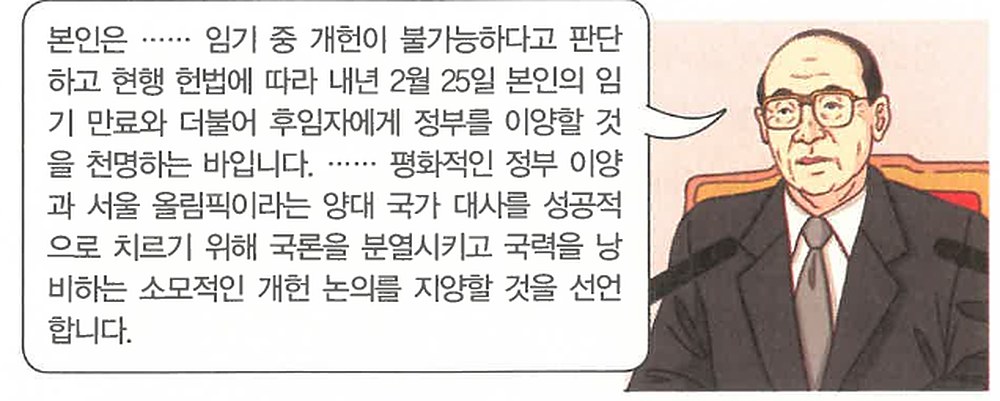 본인은 …… 임기 중 개헌이 불가능하다고 판단
하고 현행 헌법에 따라 내년 2월 25일 본인의 임
기 만료와 더불어 후임자에게 정부를 이양할 것
을 천명하는 바입니다. …… 평화적인 정부 이양
과 서울 올림픽이라는 양대 국가 대사를 성공적
으로 치르기 위해 국론을 분열시키고 국력을 낭
비하는 소모적인 개헌 논의를 지양할 것을 선언
합니다.